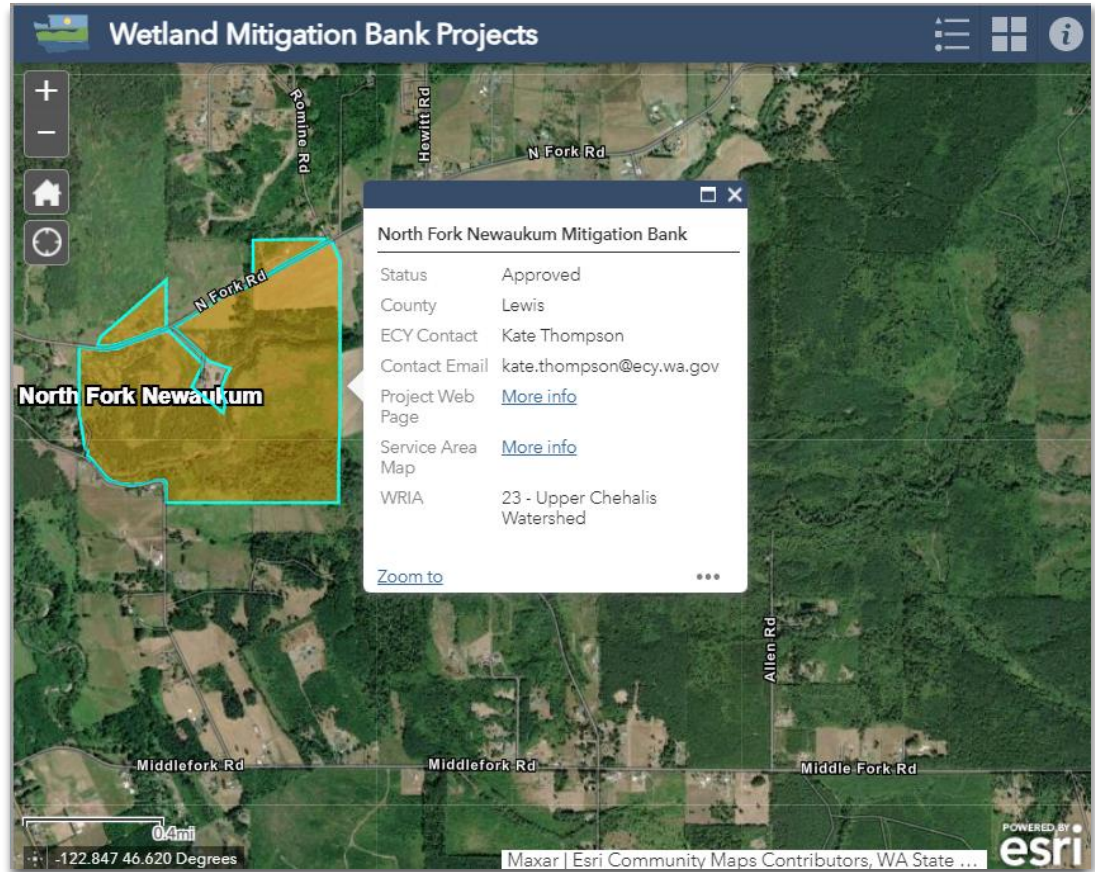 Wetland Mitigation Bank Projects
Romine Rd
Hewitt Rd
N Fork Rd
N Fork Rd
North Fork Newaukum
North Fork Newaukum Mitigation Bank
Status Approved
County Lewis
ECY Contact Kate Thompson
Contact Email kate.thompson@ecy.wa.gov
Project Web Page More info
Service Area Map More info
WRIA 23 - Upper Chehalis
Watershed
Zoom to
Allen Rd
Middlefork Rd
Middlefork Rd
Middle Fork Rd
0.4mi
-122.847 46.620 Degrees
Maxar | Esri Community Maps Contributors, WA State ...
POWERED BY
esri